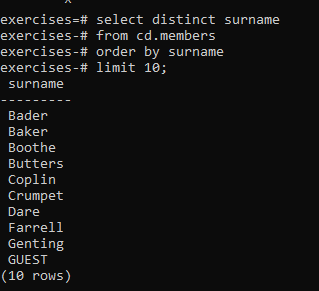 exercises=# select distinct surname
exercises-# from cd.members
exercises-# order by surname
exercises-# limit 10;
 surname
---------
 Bader
 Baker
 Boothe
 Butters
 Coplin
 Crumpet
 Dare
 Farrell
 Genting
 GUEST
(10 rows)